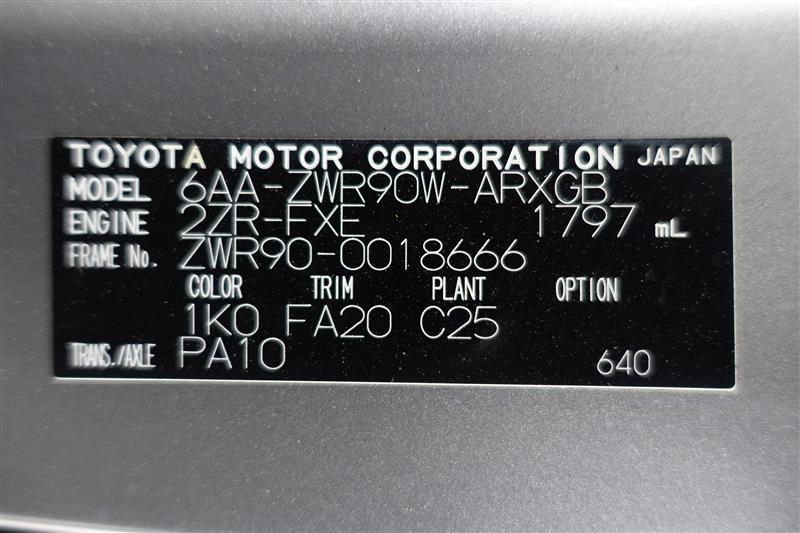 TOYOTA MOTOR CORPORATION JAPAN
MODEL 6AA-ZWR90W-ARXGB
ENGINE 2ZR-FXE 1797 mL
FRAME No. ZWR90-0018666
COLOR TRIM PLANT OPTION
1K0 FA20 C25
TRANS./AXLE PA10 640